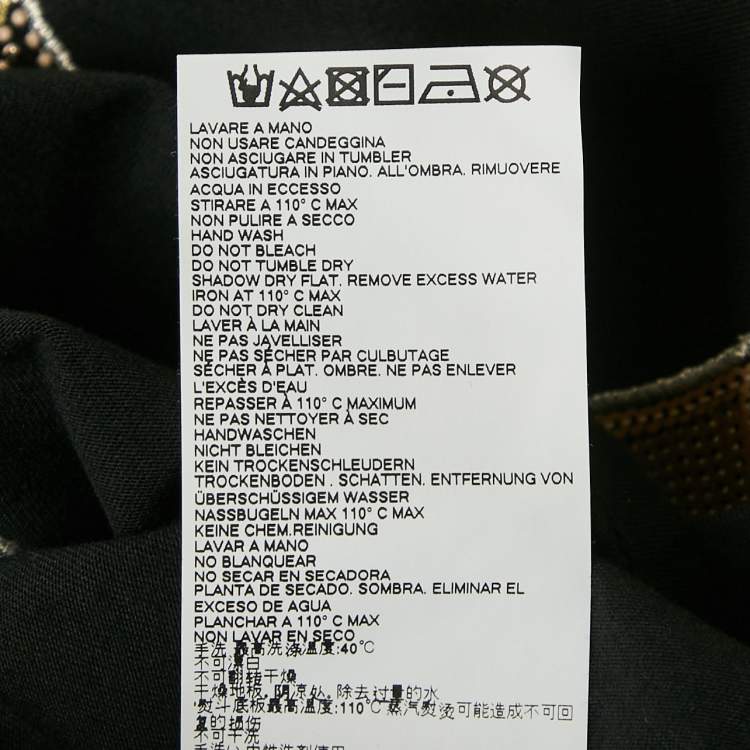 LAVARE A MANO
NON USARE CANDEGGINA
NON ASCIUGARE IN TUMBLER
ASCIUGATURA IN PIANO. ALL'OMBRA. RIMUOVERE
ACQUA IN ECCESSO
STIRARE A 110° C MAX
NON PULIRE A SECCO
HAND WASH
DO NOT BLEACH
DO NOT TUMBLE DRY
SHADOW DRY FLAT. REMOVE EXCESS WATER
IRON AT 110° C MAX
DO NOT DRY CLEAN
LAVER À LA MAIN
NE PAS JAVELLISER
NE PAS SÉCHER PAR CULBUTAGE
SÉCHER À PLAT. OMBRE. NE PAS ENLEVER
L'EXCÈS D'EAU
REPASSER À 110° C MAXIMUM
NE PAS NETTOYER À SEC
HANDWASCHEN
NICHT BLEICHEN
KEIN TROCKENSCHLEUDERN
TROCKENBODEN . SCHATTEN. ENTFERNUNG VON
ÜBERSCHÜSSIGEM WASSER
NASSBUGELN MAX 110° C MAX
KEINE CHEM.REINIGUNG
LAVAR A MANO
NO BLANQUEAR
NO SECAR EN SECADORA
PLANTA DE SECADO. SOMBRA. ELIMINAR EL
EXCESO DE AGUA
PLANCHAR A 110° C MAX
NON LAVAR EN SECO
手洗 最高洗涤温度:40℃
不可漂白
不可翻转干燥
干燥地板. 阴凉处. 除去过量的水
熨斗底板最高温度:110℃ 蒸汽熨烫可能造成不可回
复的损伤
不可干洗